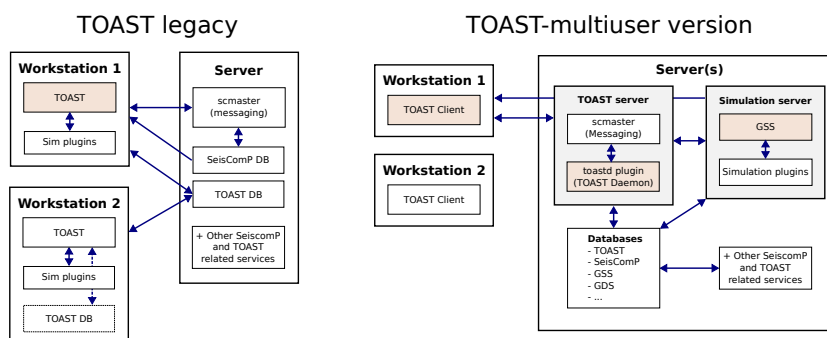 TOAST legacy
Workstation 1
TOAST
Sim plugins
Workstation 2
TOAST
Sim plugins
TOAST DB
Server
scmaster
(messaging)
SeisComP DB
TOAST DB
+ Other SeiscomP
and TOAST
related services
TOAST-multiuser version
Workstation 1
TOAST Client
Workstation 2
TOAST Client
Server(s)
TOAST server
scmaster
(Messaging)
toastd plugin
(TOAST Daemon)
Simulation server
GSS
Simulation plugins
Databases
- TOAST
- SeisComP
- GSS
- GDS
- ...
+ Other SeiscomP
and TOAST
related services